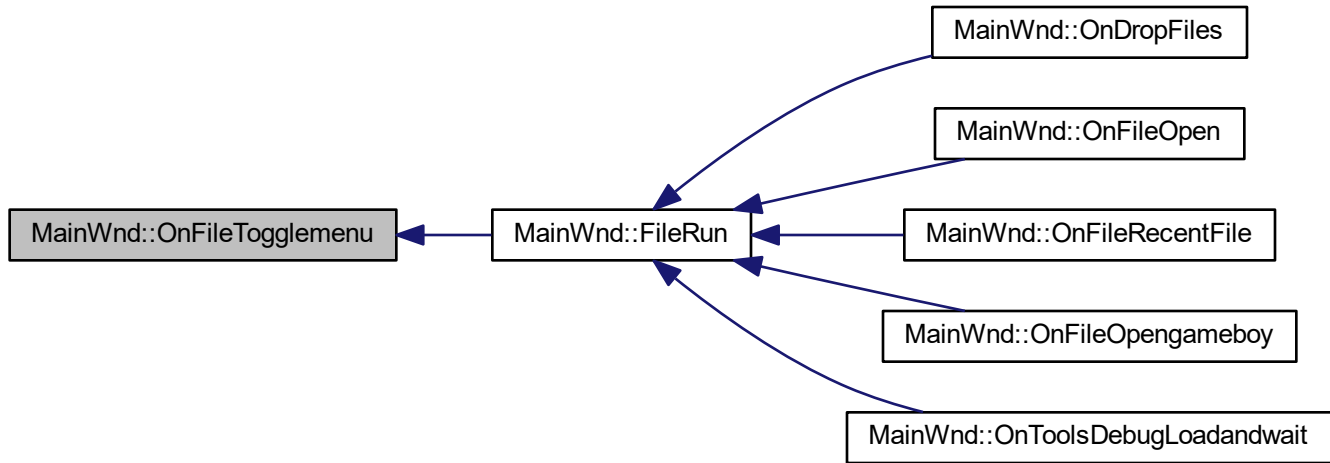 MainWnd::OnFileTogglemenu
MainWnd::FileRun
MainWnd::OnDropFiles
MainWnd::OnFileOpen
MainWnd::OnFileRecentFile
MainWnd::OnFileOpengameboy
MainWnd::OnToolsDebugLoadandwait